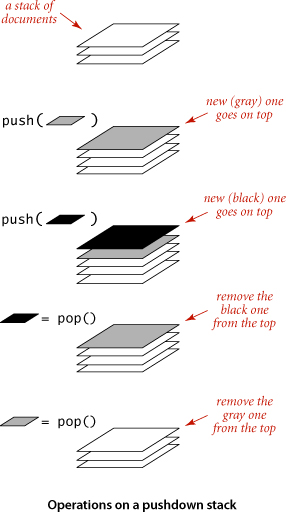 a stack of
documents
push( )
new (gray) one
goes on top
push( )
new (black) one
goes on top
= pop()
remove the
black one
from the top
= pop()
remove the
gray one
from the top
Operations on a pushdown stack